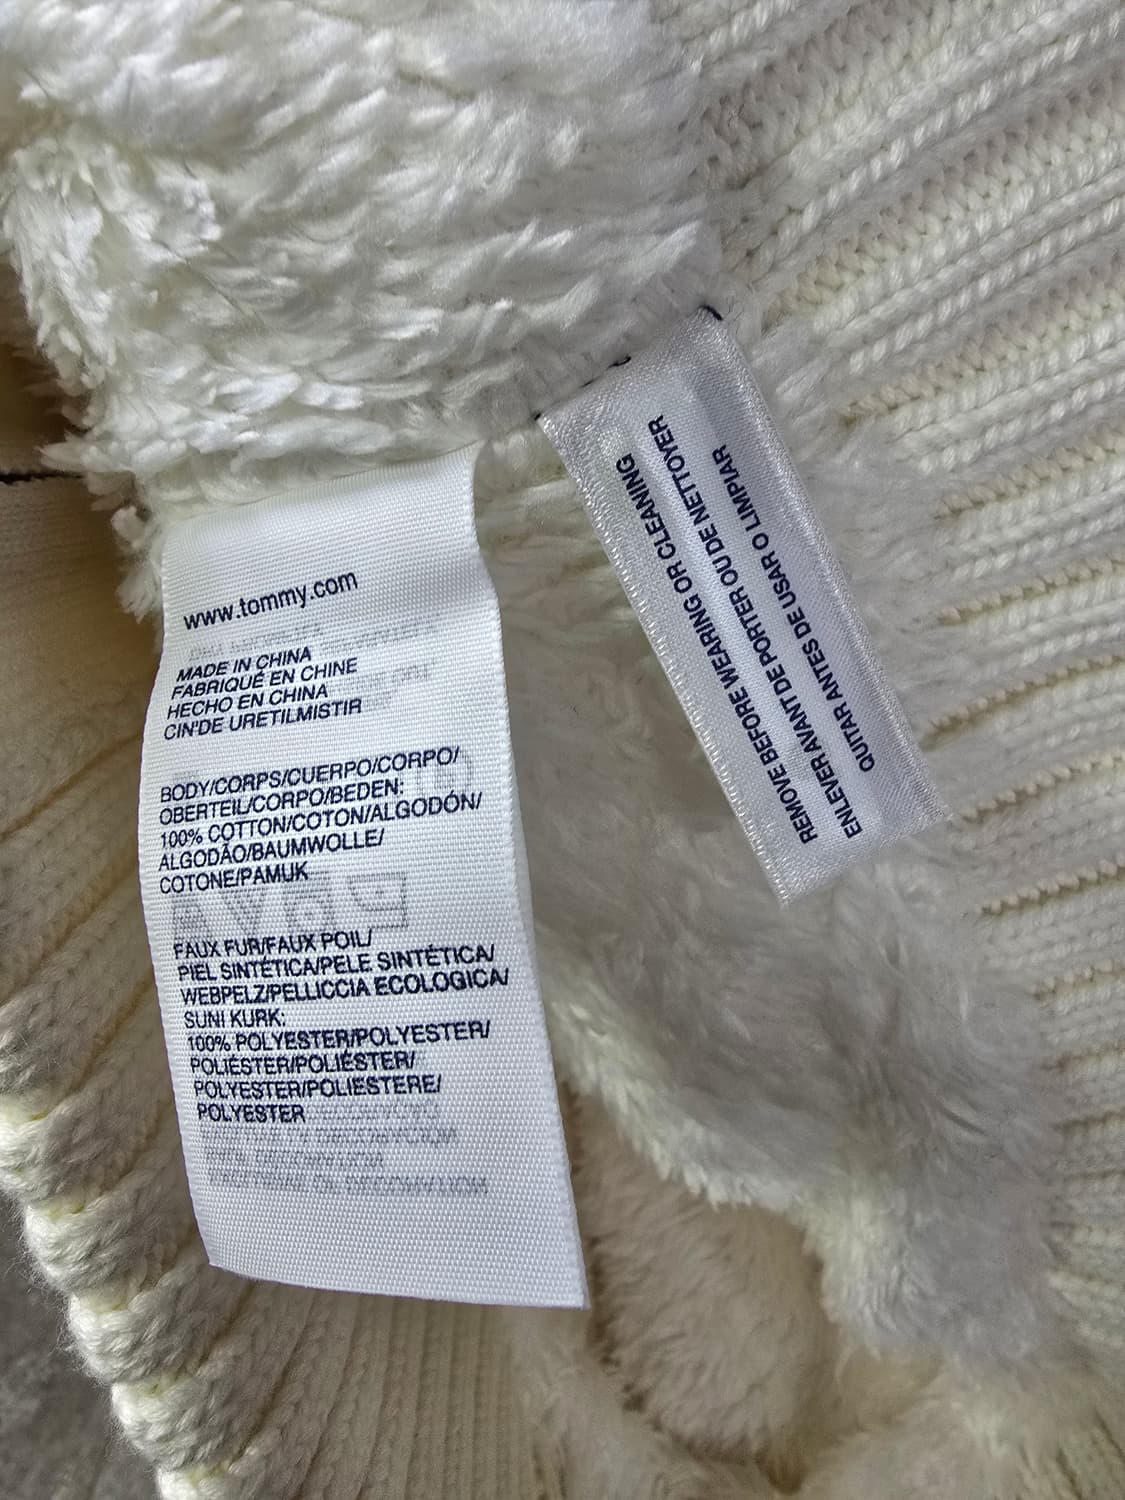 www.tommy.com
MADE IN CHINA
FABRIQUÉ EN CHINE
HECHO EN CHINA
CIN'DE URETILMISTIR
BODY/CORPS/CUERPO/CORPO/
OBERTEIL/CORPO/BEDEN:
100% COTTON/COTON/ALGODÓN/
ALGODÃO/BAUMWOLLE/
COTONE/PAMUK
FAUX FUR/FAUX POIL/
PIEL SINTÉTICA/PELE SINTÉTICA/
WEBPELZ/PELLICCIA ECOLOGICA/
SUNI KURK:
100% POLYESTER/POLYESTER/
POLIÉSTER/POLIÉSTER/
POLYESTER/POLIESTERE/
POLYESTER
REMOVE BEFORE WEARING OR CLEANING
ENLEVER AVANT DE PORTER OU DE NETTOYER
QUITAR ANTES DE USAR O LIMPIAR